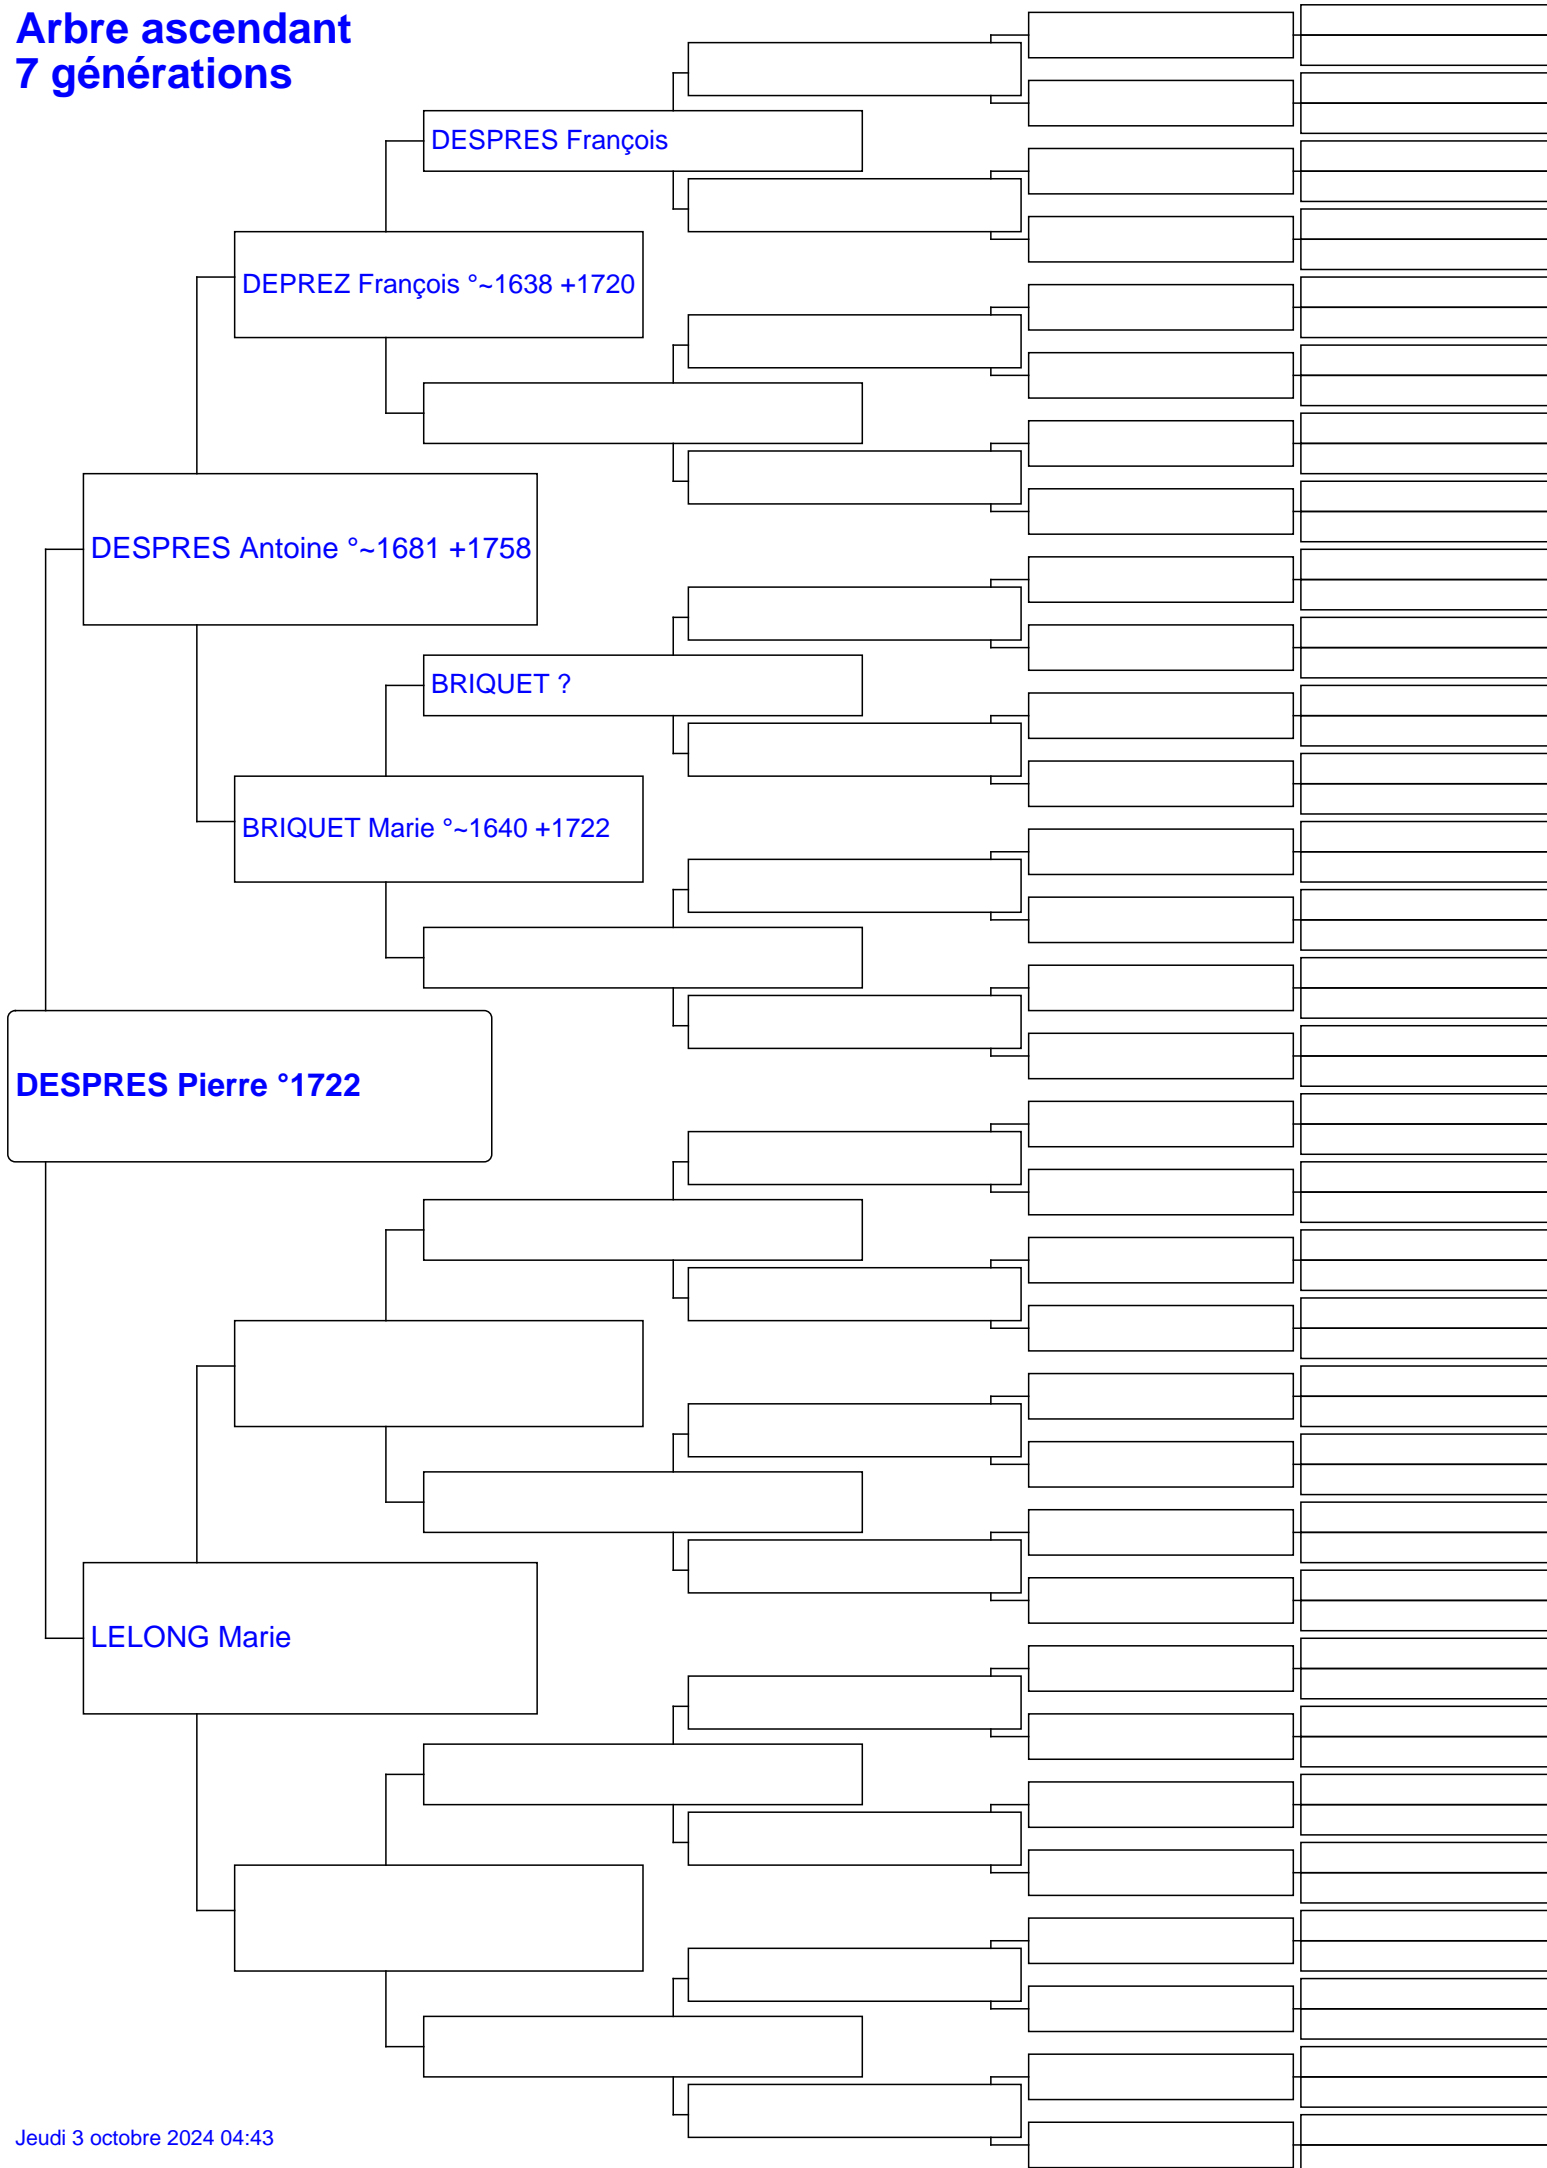 Arbre ascendant
7 générations
DESPRES François
DEPREZ François °~1638 +1720
DESPRES Antoine °~1681 +1758
BRIQUET ?
BRIQUET Marie °~1640 +1722
DESPRES Pierre °1722
LELONG Marie
Jeudi 3 octobre 2024 04:43